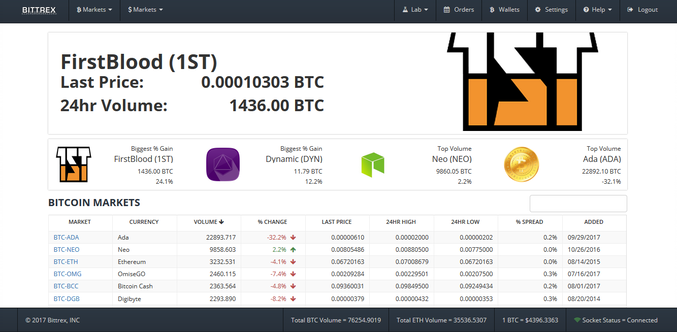 BITTREX
B Markets
$ Markets
Lab
Orders
B Wallets
Settings
Help
Logout
FirstBlood (1ST)
Last Price: 0.00010303 BTC
24hr Volume: 1436.00 BTC
Biggest % Gain
FirstBlood (1ST)
1436.00 BTC
24.1%
Biggest % Gain
Dynamic (DYN)
11.79 BTC
12.2%
Top Volume
Neo (NEO)
9860.05 BTC
2.2%
Top Volume
Ada (ADA)
22892.10 BTC
-32.1%
BITCOIN MARKETS
MARKET CURRENCY VOLUME % CHANGE LAST PRICE 24HR HIGH 24HR LOW % SPREAD ADDED
BTC-ADA Ada 22893.717 -32.2% 0.00000610 0.00002000 0.00000202 0.2% 09/29/2017
BTC-NEO Neo 9858.603 2.2% 0.00805486 0.00880500 0.00775000 0.0% 10/26/2016
BTC-ETH Ethereum 3232.531 -4.1% 0.06720163 0.07008679 0.06720163 0.0% 08/14/2015
BTC-OMG OmiseGO 2460.115 -7.4% 0.00209284 0.00229501 0.00207500 0.3% 07/16/2017
BTC-BCC Bitcoin Cash 2363.564 -4.8% 0.09360031 0.09849500 0.09249434 0.2% 08/01/2017
BTC-DGB Digibyte 2293.890 -8.2% 0.00000379 0.00000432 0.00000353 0.3% 08/20/2014
© 2017 Bittrex, INC
Total BTC Volume = 76254.9019
Total ETH Volume = 35536.5307
1 BTC = $4396.3363
Socket Status = Connected